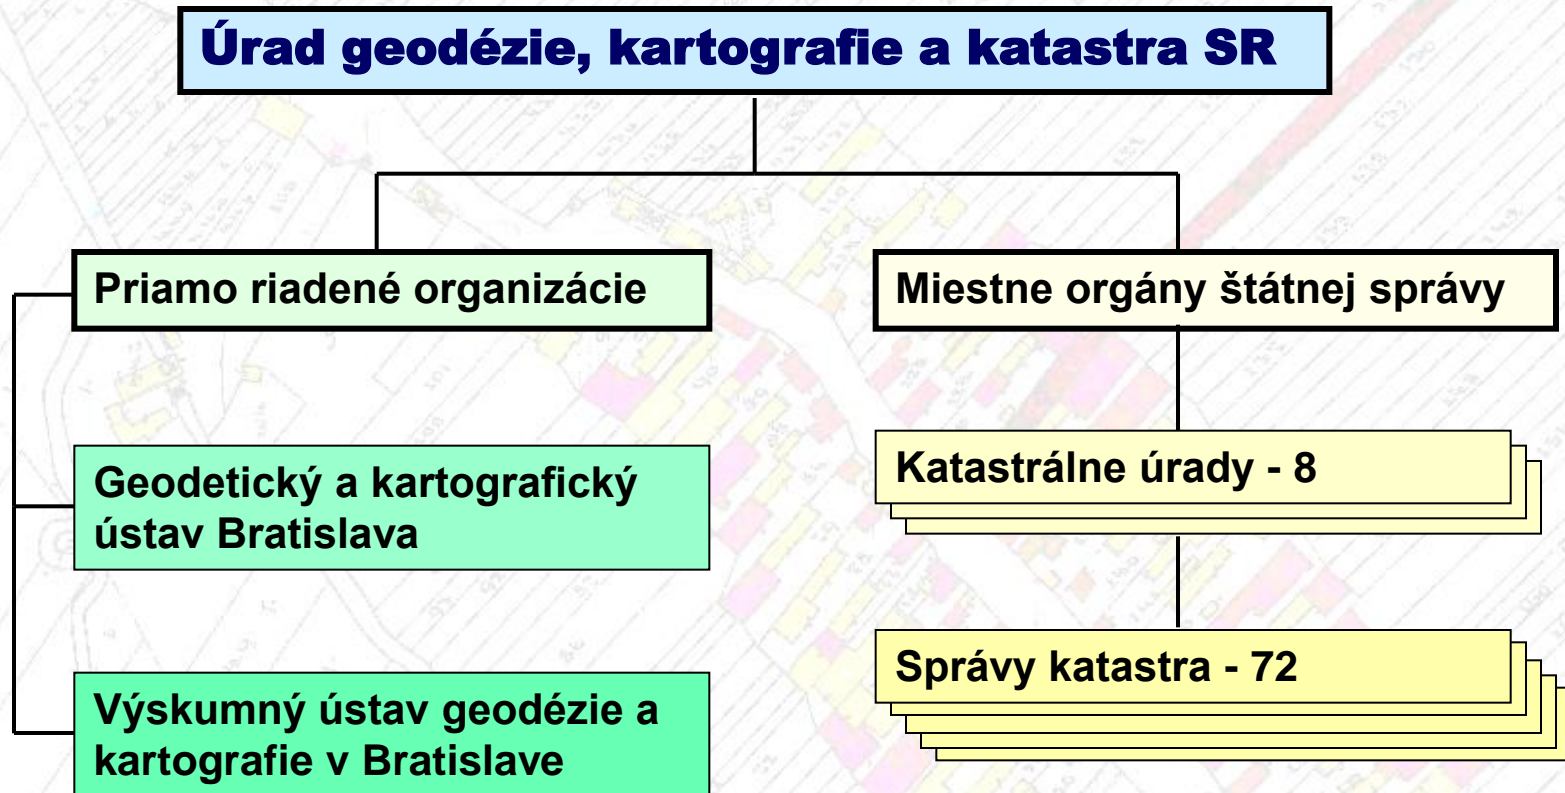 Úrad geodézie, kartografie a katastra SR
Priamo riadené organizácie
Miestne orgány štátnej správy
Geodetický a kartografický
ústav Bratislava
Katastrálne úrady - 8
Správy katastra - 72
Výskumný ústav geodézie a
kartografie v Bratislave